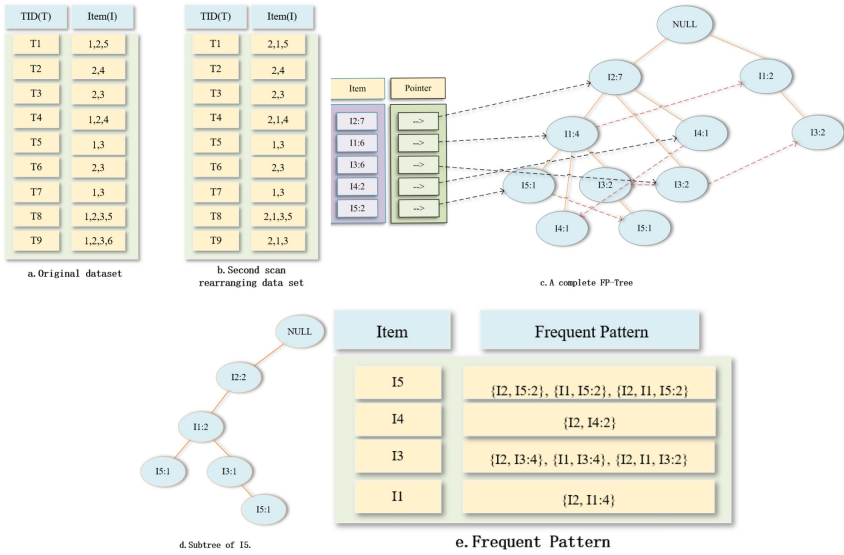 TID(T) Item(I)
T1 1,2,5
T2 2,4
T3 2,3
T4 1,2,4
T5 1,3
T6 2,3
T7 1,3
T8 1,2,3,5
T9 1,2,3,6
a.Original dataset
TID(T) Item(I)
T1 2,1,5
T2 2,4
T3 2,3
T4 2,1,4
T5 1,3
T6 2,3
T7 1,3
T8 2,1,3,5
T9 2,1,3
b.Second scan
rearranging data set
Item Pointer
I2:7 -->
I1:6 -->
I3:6 -->
I4:2 -->
I5:2 -->
NULL
I2:7 I1:2
I1:4 I4:1 I3:2
I5:1 I3:2 I3:2
I4:1 I5:1
c.A complete FP-Tree
NULL
I2:2
I1:2
I5:1 I3:1
I5:1
d.Subtree of I5.
Item Frequent Pattern
I5 {I2, I5:2}, {I1, I5:2}, {I2, I1, I5:2}
I4 {I2, I4:2}
I3 {I2, I3:4}, {I1, I3:4}, {I2, I1, I3:2}
I1 {I2, I1:4}
e.Frequent Pattern